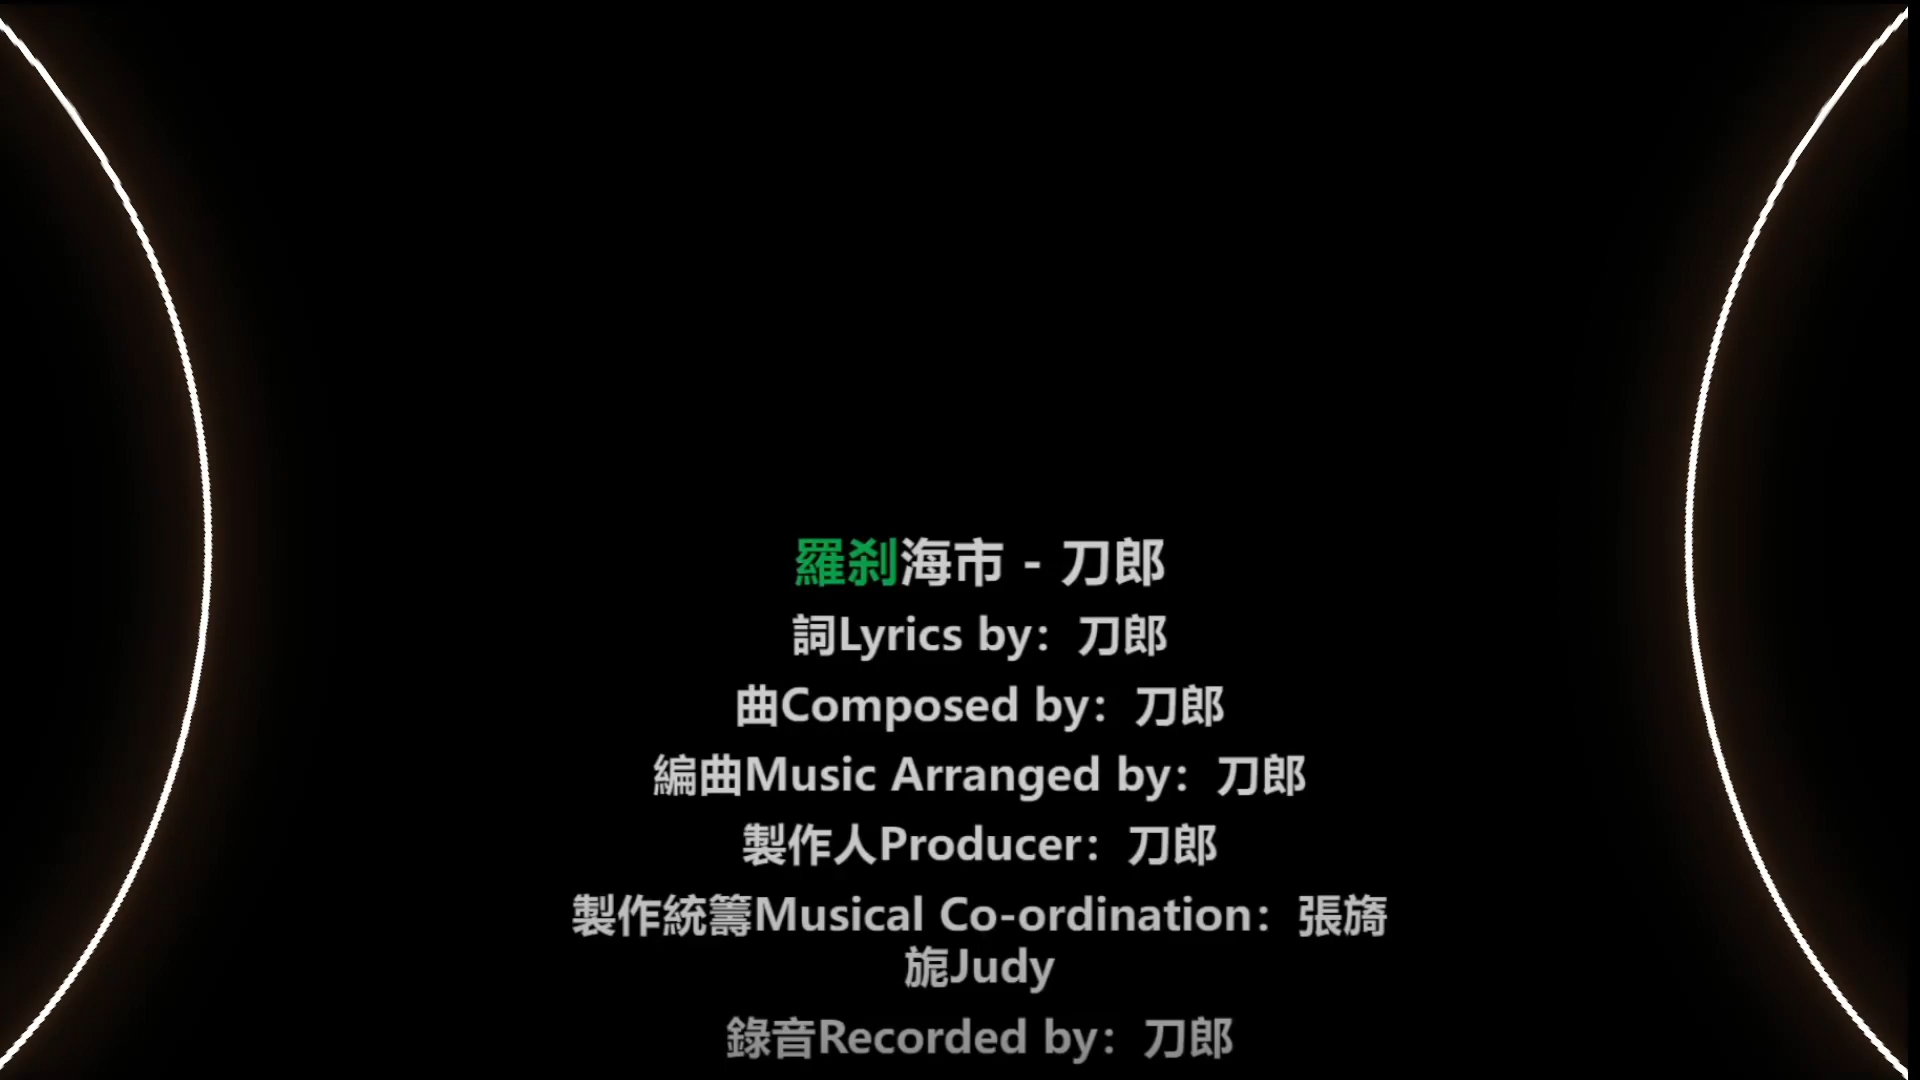 羅刹海市 - 刀郎
詞Lyrics by：刀郎
曲Composed by：刀郎
編曲Music Arranged by：刀郎
製作人Producer：刀郎
製作統籌Musical Co-ordination：張旖
旎Judy
錄音Recorded by：刀郎